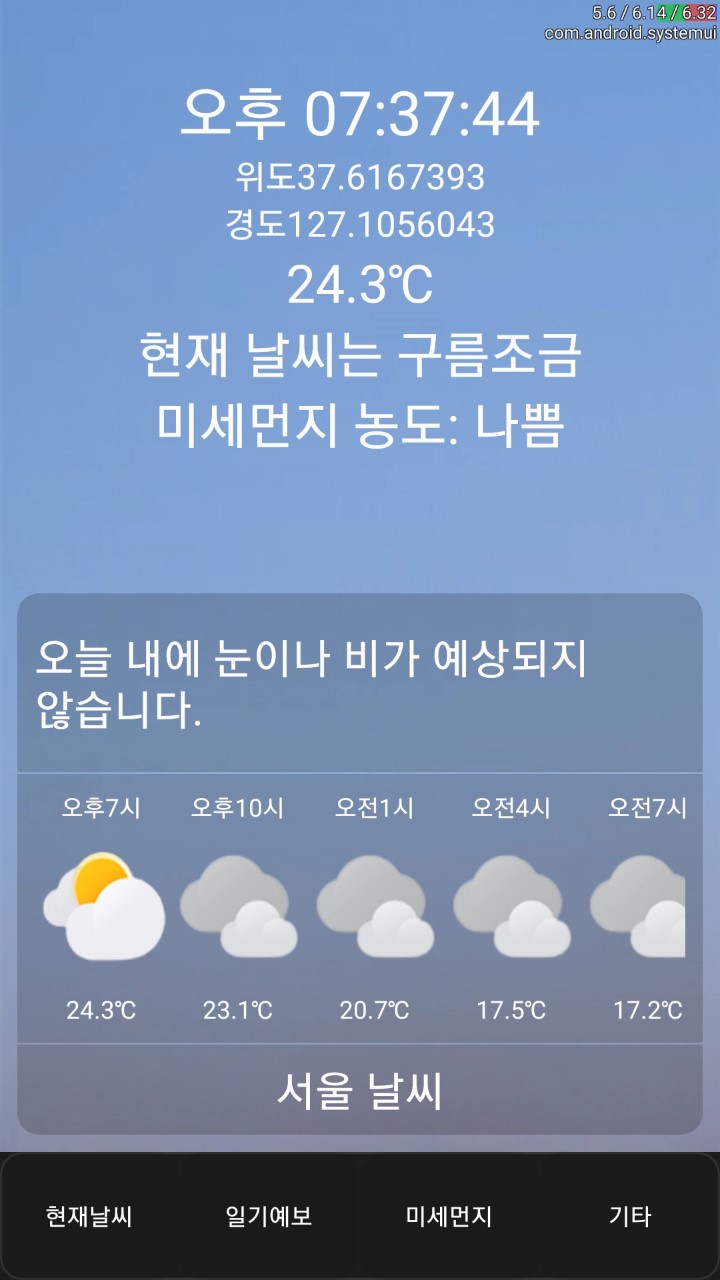 5.6 / 6.14 / 6.32
com.android.systemui
오후 07:37:44
위도37.6167393
경도127.1056043
24.3℃
현재 날씨는 구름조금
미세먼지 농도: 나쁨
오늘 내에 눈이나 비가 예상되지
않습니다.
오후7시 오후10시 오전1시 오전4시 오전7시
24.3℃ 23.1℃ 20.7℃ 17.5℃ 17.2℃
서울 날씨
현재날씨 일기예보 미세먼지 기타